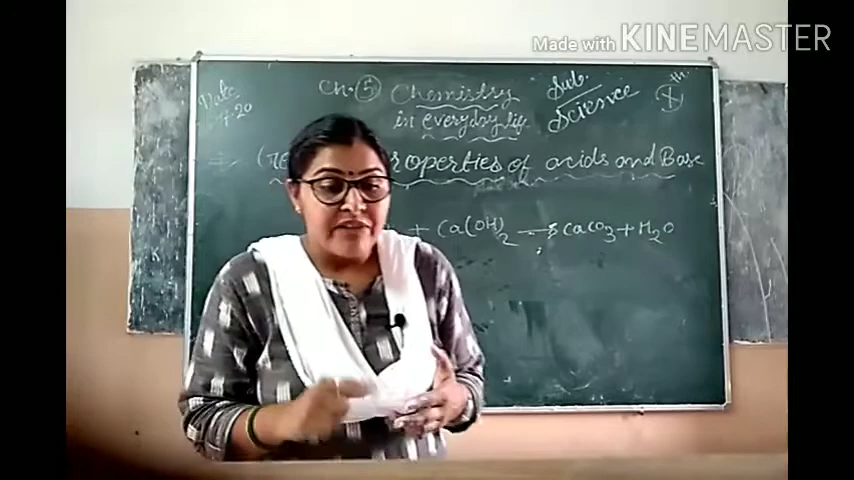 Made with KINEMASTER
Ch. 5 Chemistry
in everyday life
Sub.
Science
X th
Date
7.20
roperties of acids and Base
+ Ca(OH)2 → CaCO3 + H2O